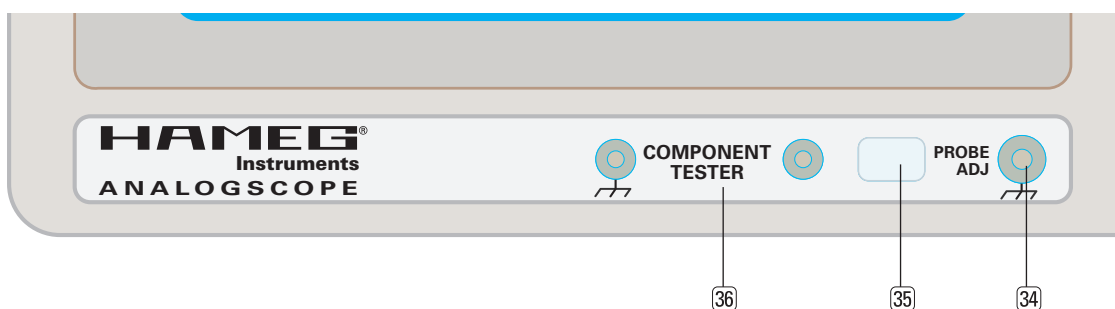 HAMEG®
Instruments
ANALOGSCOPE
COMPONENT
TESTER
PROBE
ADJ
36
35
34